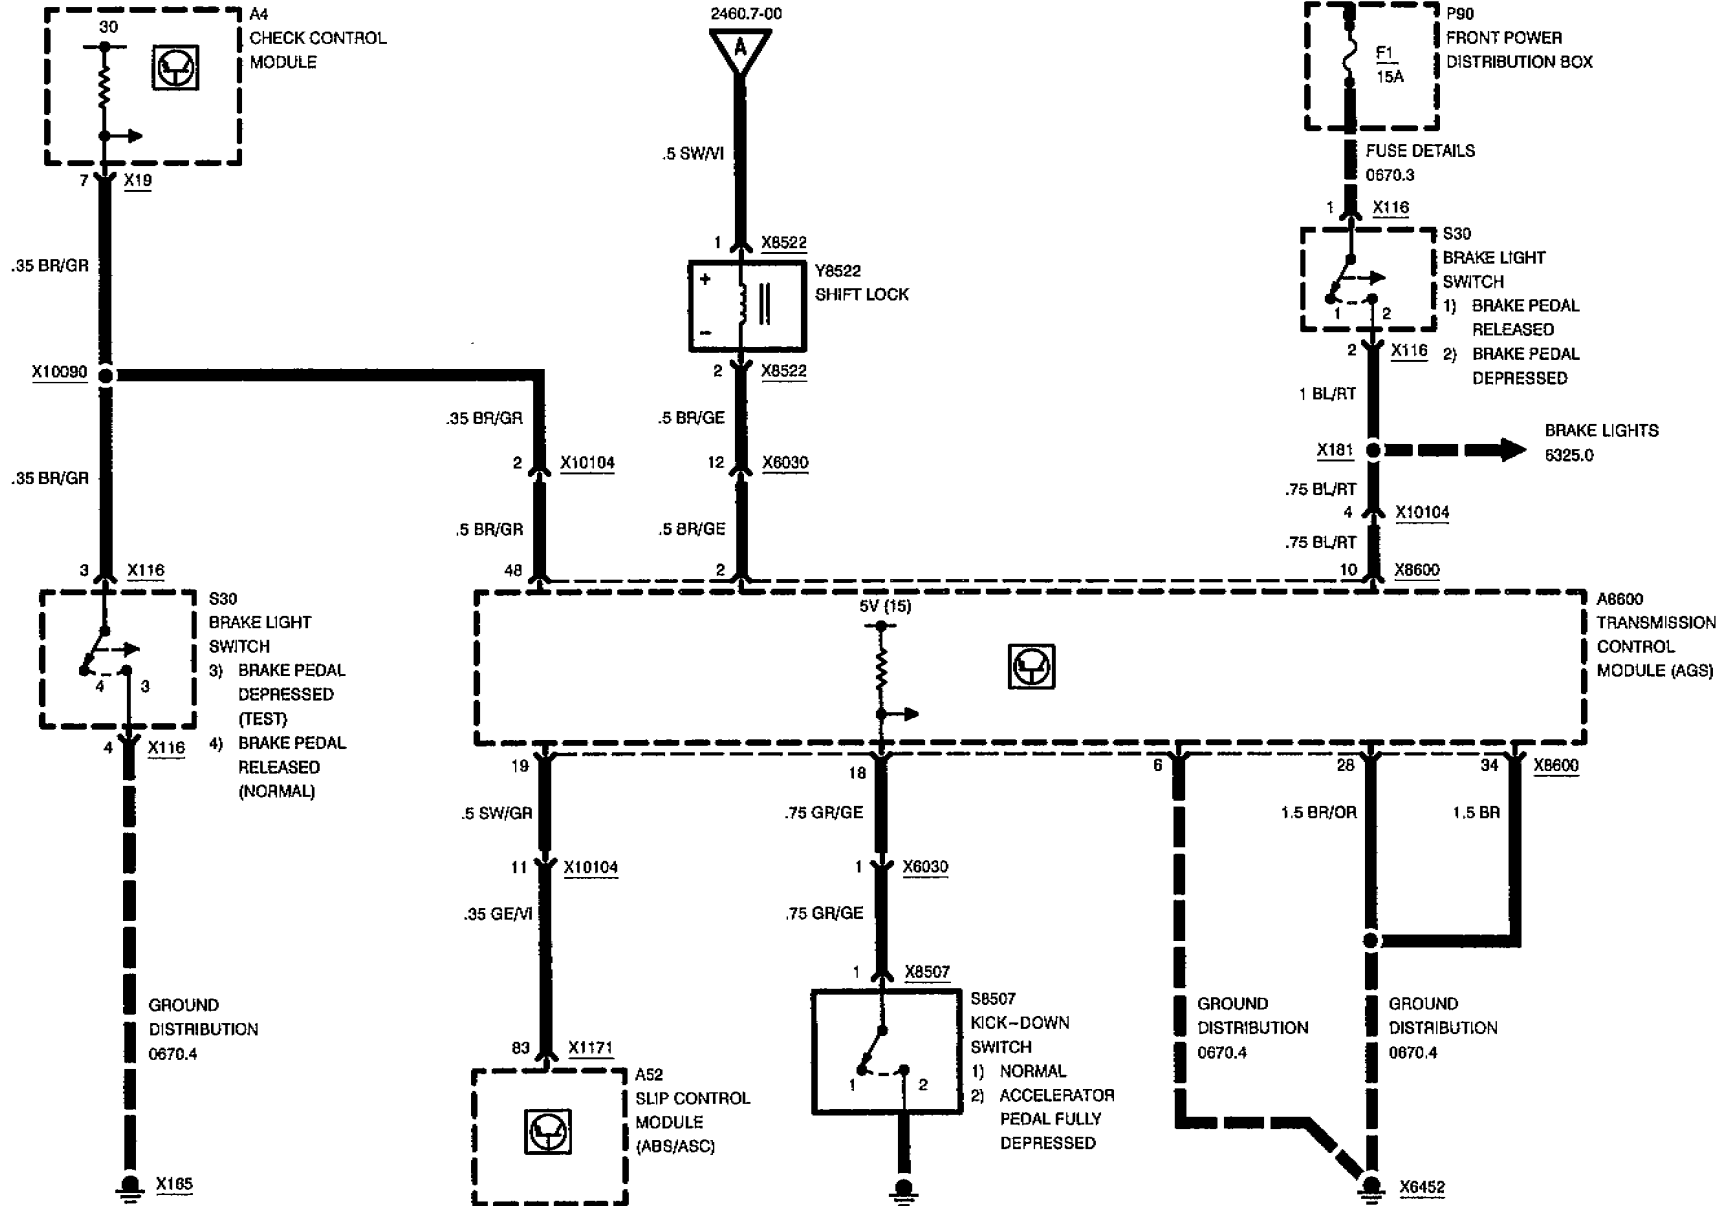 A4
CHECK CONTROL
MODULE
30
7
X19
.35 BR/GR
X10090
.35 BR/GR
3
X116
S30
BRAKE LIGHT
SWITCH
3) BRAKE PEDAL
DEPRESSED
(TEST)
4) BRAKE PEDAL
RELEASED
(NORMAL)
4
3
4
X116
GROUND
DISTRIBUTION
0670.4
X165
.35 BR/GR
2
X10104
.5 BR/GR
48
2460.7-00
A
.5 SW/VI
1
X8522
Y8522
SHIFT LOCK
+
–
2
X8522
.5 BR/GE
12
X6030
.5 BR/GE
2
P90
FRONT POWER
DISTRIBUTION BOX
F1
15A
FUSE DETAILS
0670.3
1
X116
S30
BRAKE LIGHT
SWITCH
1) BRAKE PEDAL
RELEASED
2) BRAKE PEDAL
DEPRESSED
1
2
2
X116
1 BL/RT
X181
BRAKE LIGHTS
6325.0
.75 BL/RT
4
X10104
.75 BL/RT
10
X8600
5V (15)
A8600
TRANSMISSION
CONTROL
MODULE (AGS)
19
.5 SW/GR
11
X10104
.35 GE/VI
83
X1171
A52
SLIP CONTROL
MODULE
(ABS/ASC)
18
.75 GR/GE
1
X6030
.75 GR/GE
1
X8507
S8507
KICK-DOWN
SWITCH
1) NORMAL
2) ACCELERATOR
PEDAL FULLY
DEPRESSED
1
2
6
28
34
X8600
1.5 BR/OR
1.5 BR
GROUND
DISTRIBUTION
0670.4
GROUND
DISTRIBUTION
0670.4
X6452